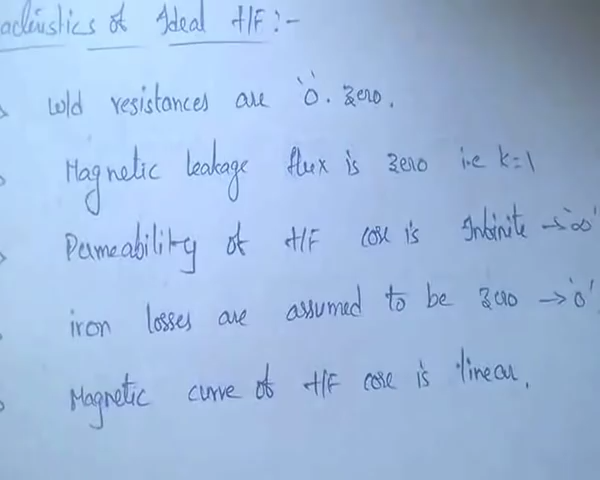 acteristics of Ideal t/F:-
wd resistances are '0'. Zero.
Magnetic leakage flux is zero i.e k=1
Permeability of t/F core is Infinite → '∞'
iron losses are assumed to be zero → '0'
Magnetic curve of t/F core is linear.